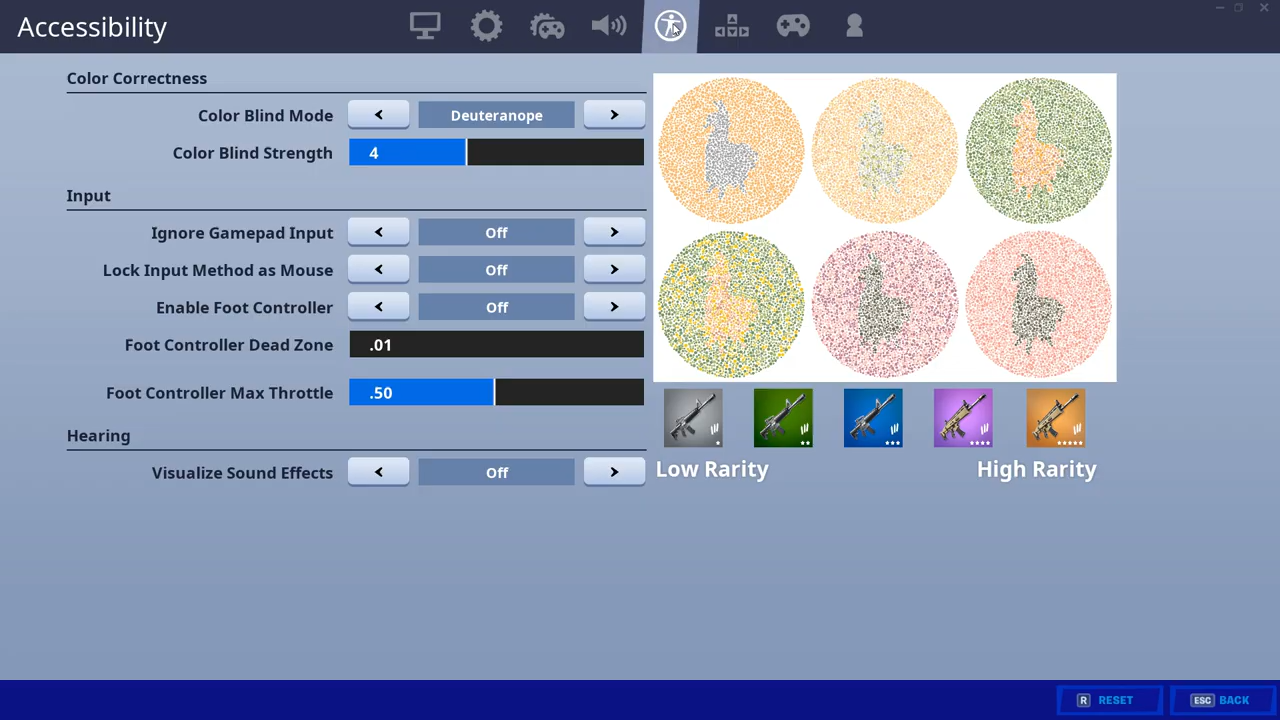 Accessibility
Color Correctness
Color Blind Mode < Deuteranope >
Color Blind Strength 4
Input
Ignore Gamepad Input < Off >
Lock Input Method as Mouse < Off >
Enable Foot Controller < Off >
Foot Controller Dead Zone .01
Foot Controller Max Throttle .50
Hearing
Visualize Sound Effects < Off >
Low Rarity High Rarity
R RESET ESC BACK